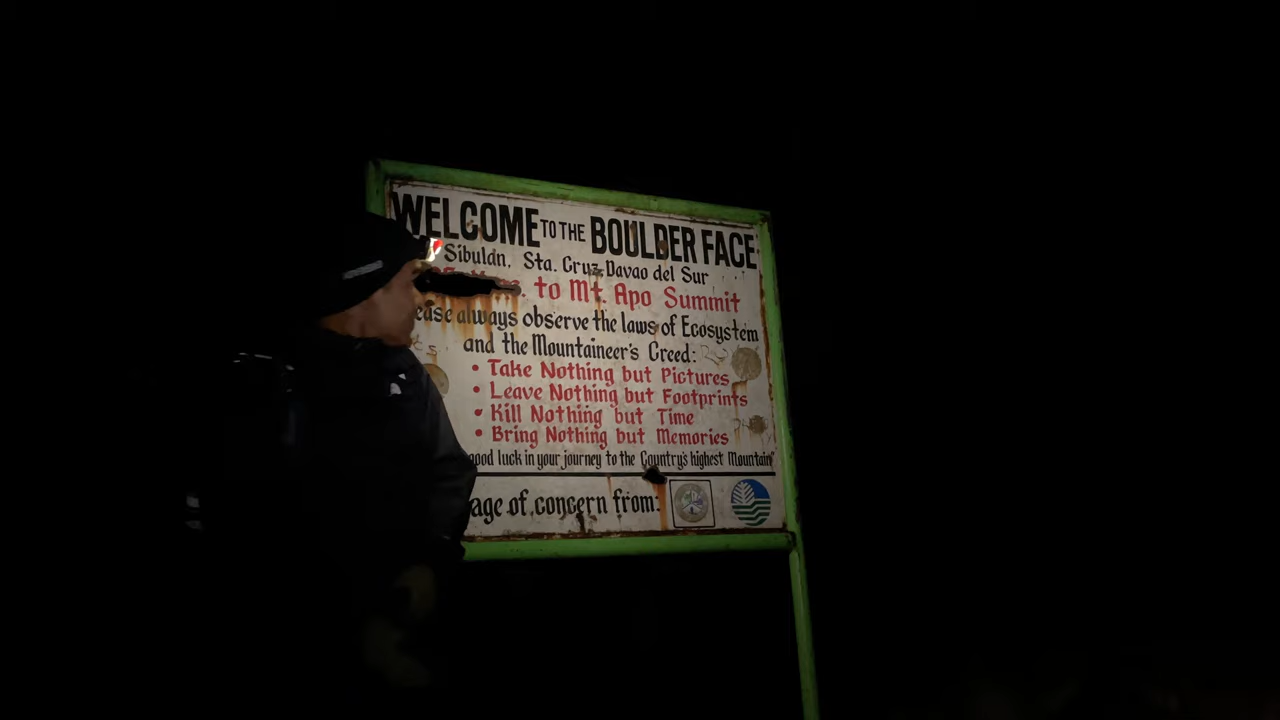 WELCOME TO THE BOULDER FACE
Sibulan, Sta. Cruz, Davao del Sur
to Mt. Apo Summit
ease always observe the laws of Ecosystem
and the Mountaineer's Creed:
• Take Nothing but Pictures
• Leave Nothing but Footprints
• Kill Nothing but Time
• Bring Nothing but Memories
good luck in your journey to the Country's highest Mountain"
age of concern from: